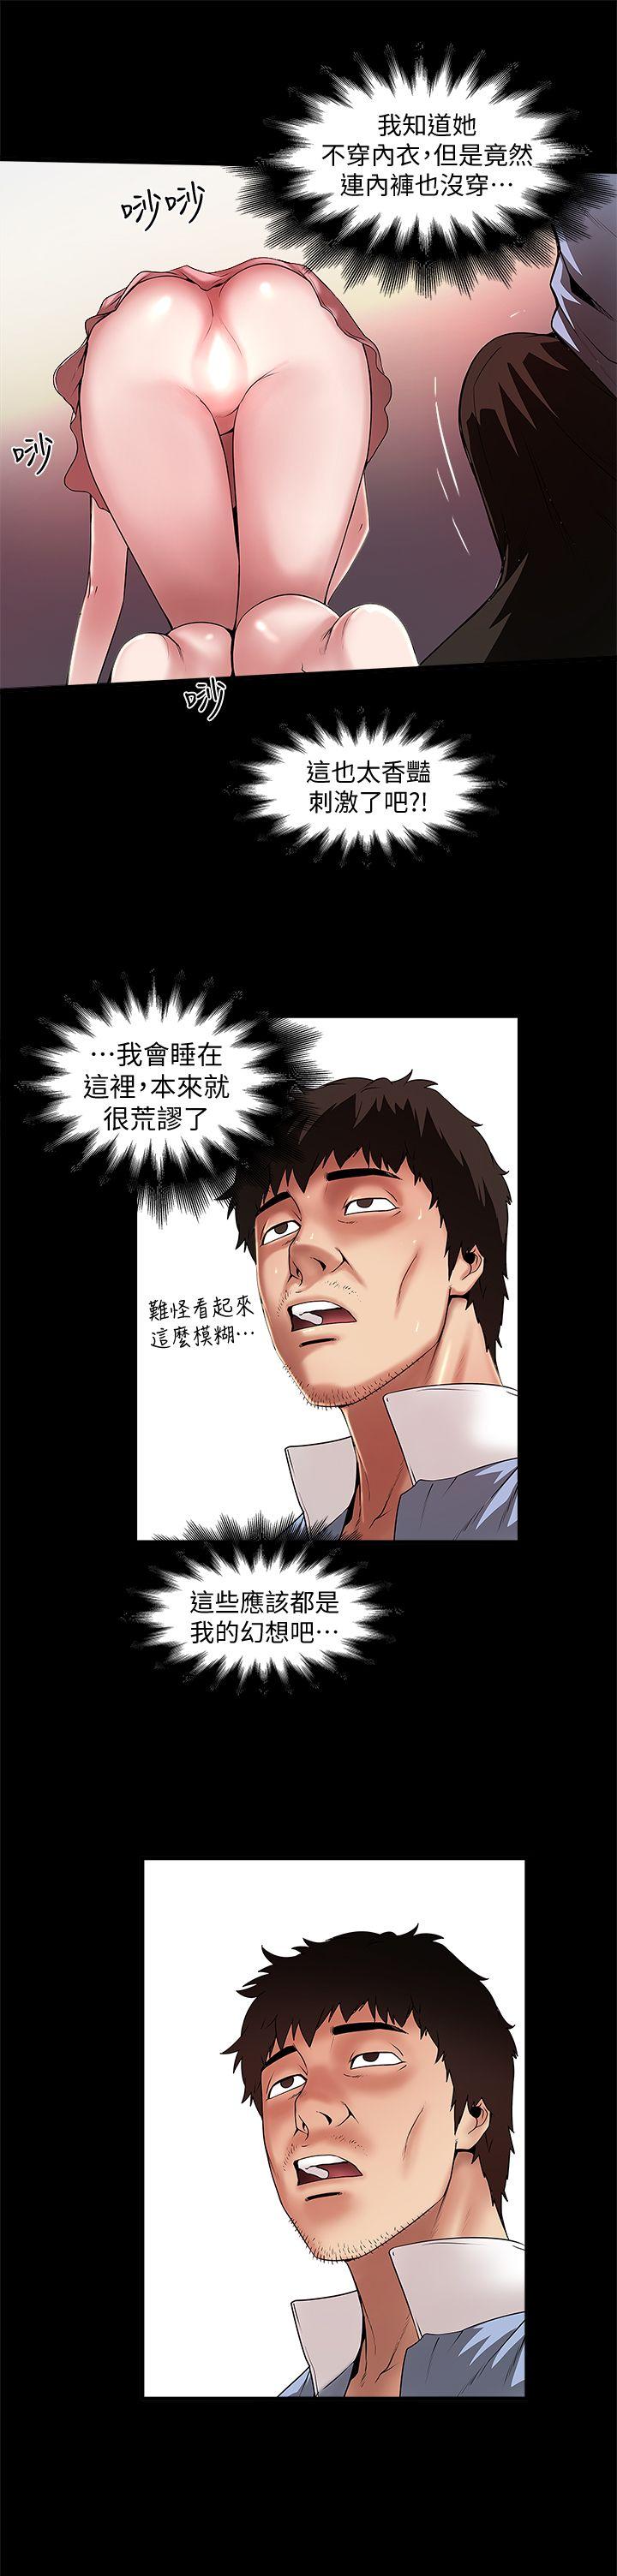 我知道她
不穿內衣，但是竟然
連內褲也沒穿⋯
唦唦
唦
唦
這也太香豔
刺激了吧?!
⋯我會睡在
這裡，本來就
很荒謬了
難怪看起來
這麼模糊⋯
這些應該都是
我的幻想吧⋯